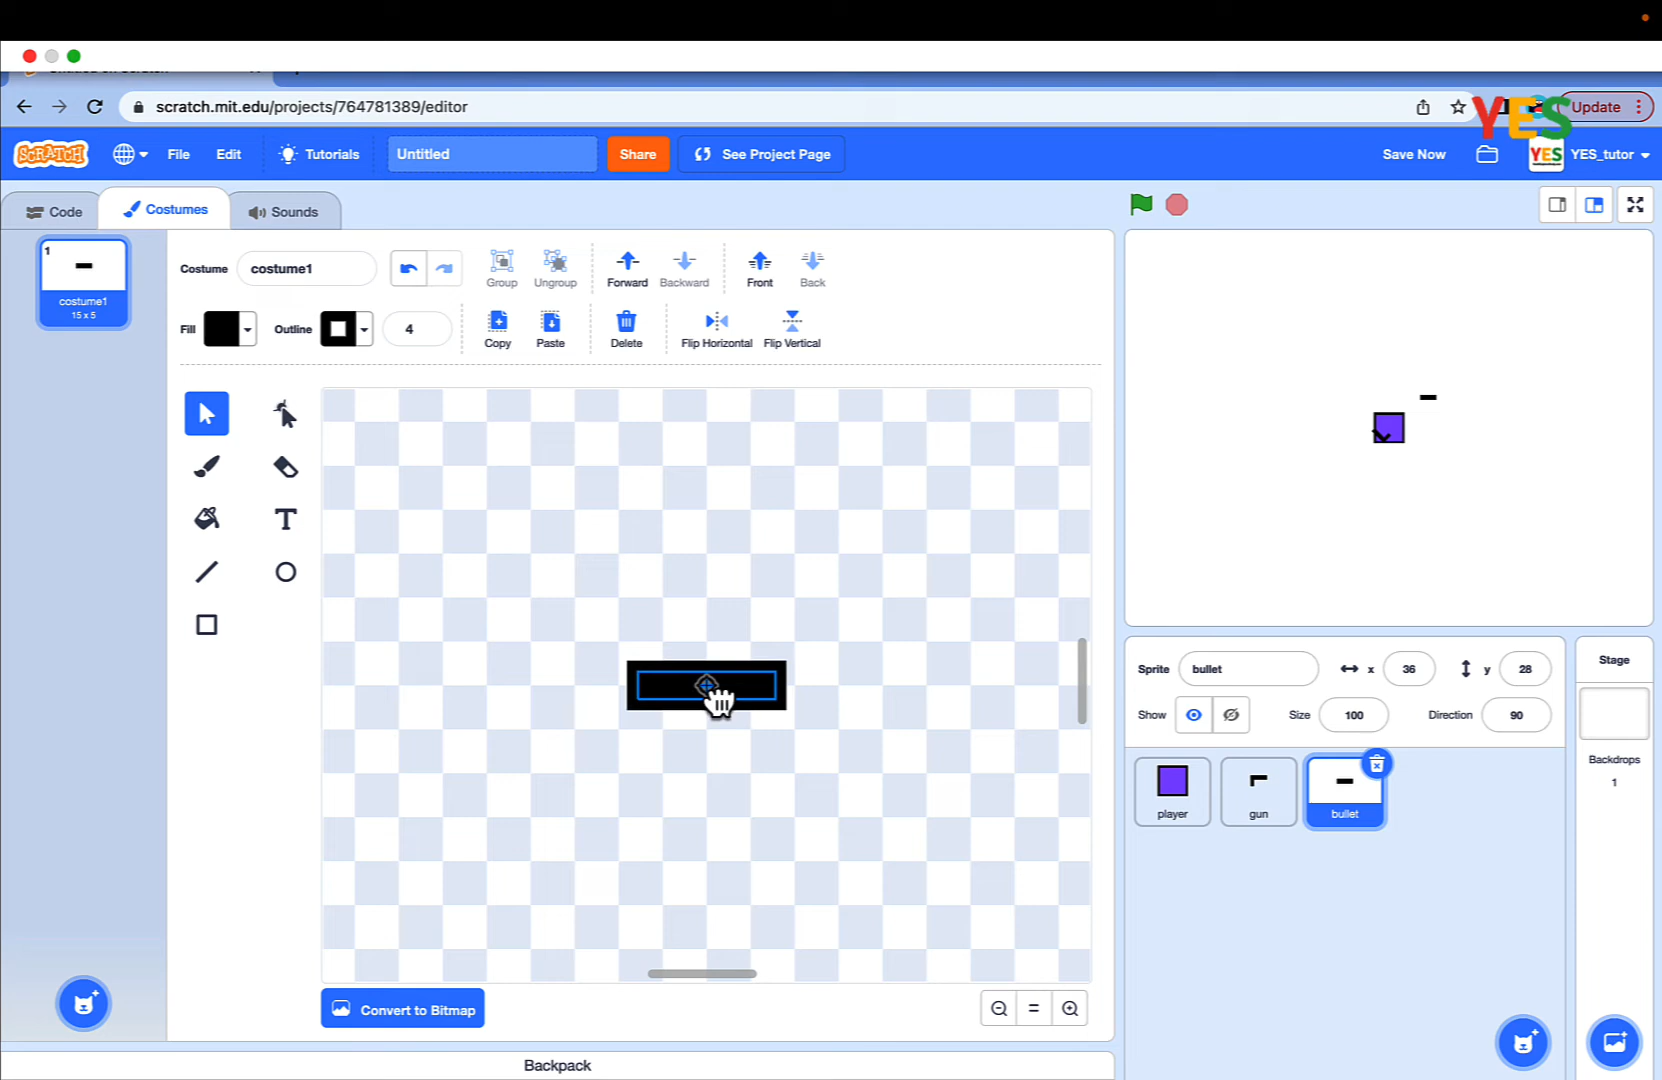 scratch.mit.edu/projects/764781389/editor
Update
YES
SCRATCH
File
Edit
Tutorials
Untitled
Share
See Project Page
Save Now
YES
YES_tutor
Code
Costumes
Sounds
1
costume1
15 x 5
Costume
costume1
Group
Ungroup
Forward
Backward
Front
Back
Fill
Outline
4
Copy
Paste
Delete
Flip Horizontal
Flip Vertical
Convert to Bitmap
Backpack
Sprite
bullet
x
36
y
28
Show
Size
100
Direction
90
player
gun
bullet
Stage
Backdrops
1